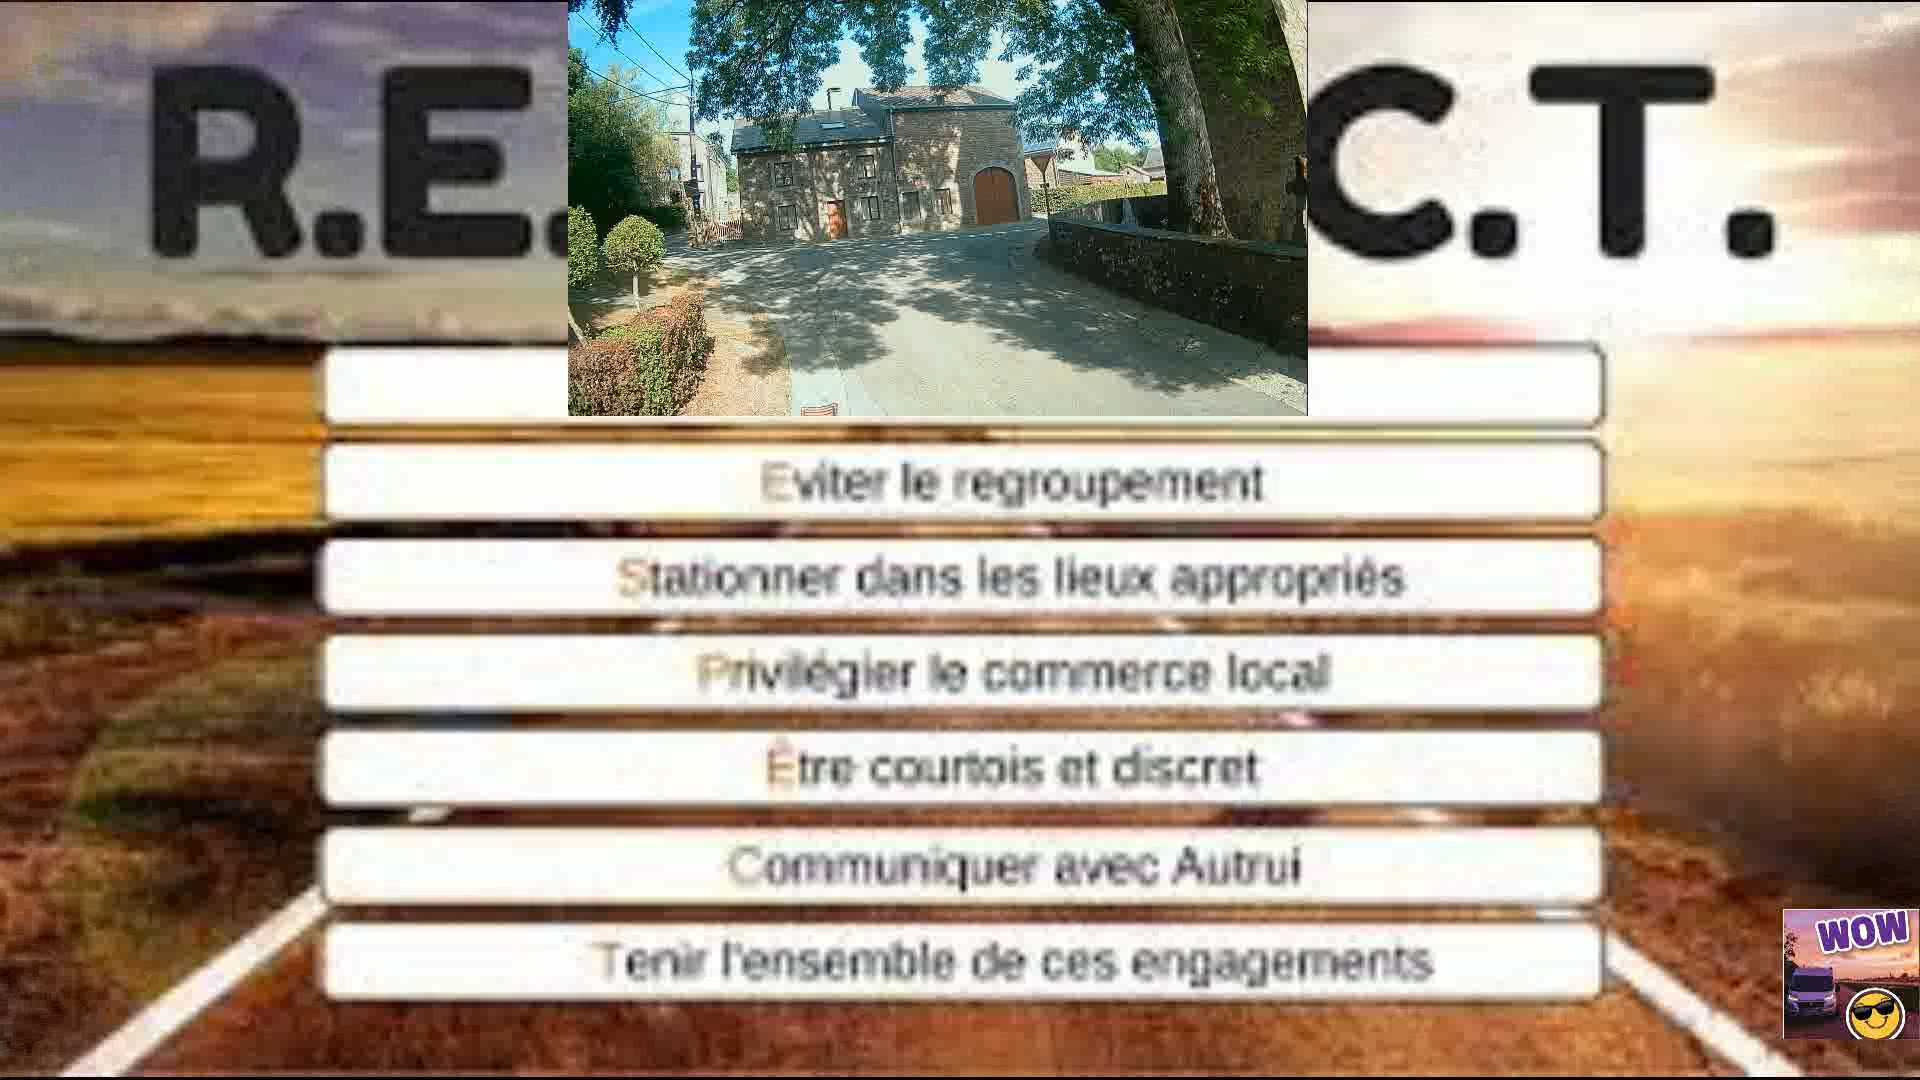 R.E. C.T.
Eviter le regroupement
Stationner dans les lieux appropriés
Privilégier le commerce local
Être courtois et discret
Communiquer avec Autrui
Tenir l'ensemble de ces engagements
WOW